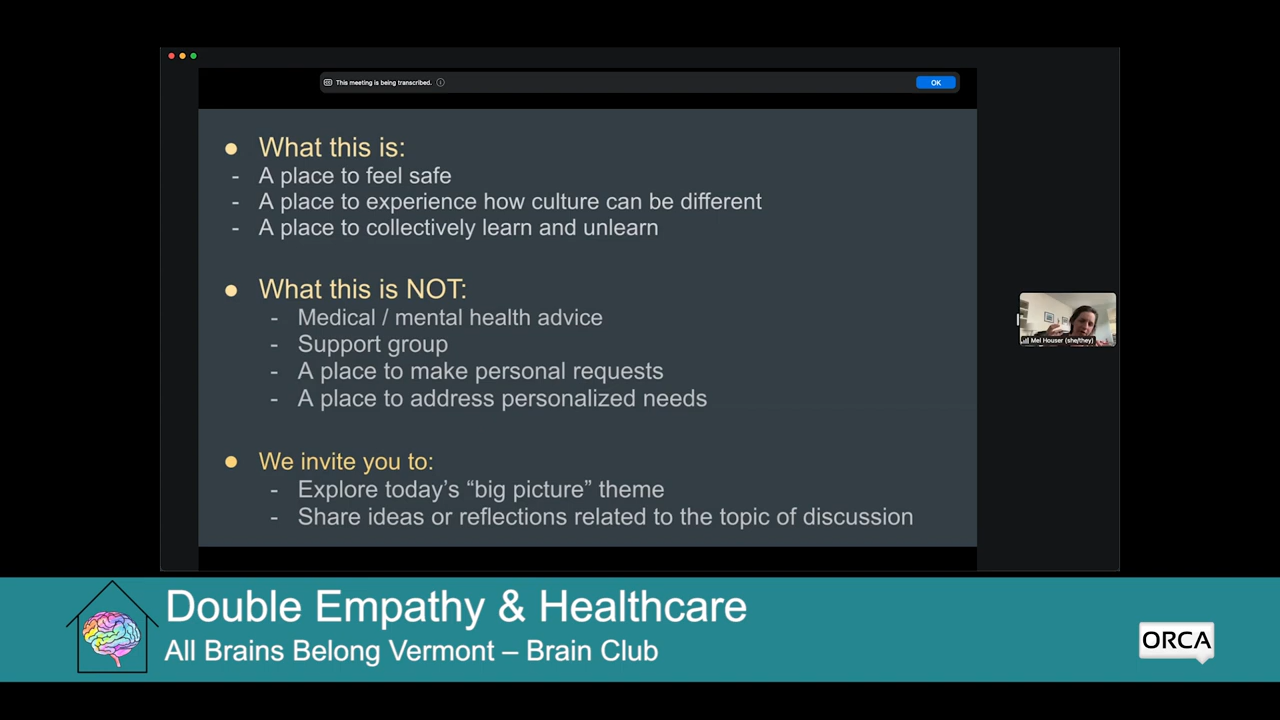 This meeting is being transcribed.
OK
● What this is:
- A place to feel safe
- A place to experience how culture can be different
- A place to collectively learn and unlearn
● What this is NOT:
- Medical / mental health advice
- Support group
- A place to make personal requests
- A place to address personalized needs
● We invite you to:
- Explore today’s “big picture” theme
- Share ideas or reflections related to the topic of discussion
Mel Houser (she/they)
Double Empathy & Healthcare
All Brains Belong Vermont – Brain Club
ORCA